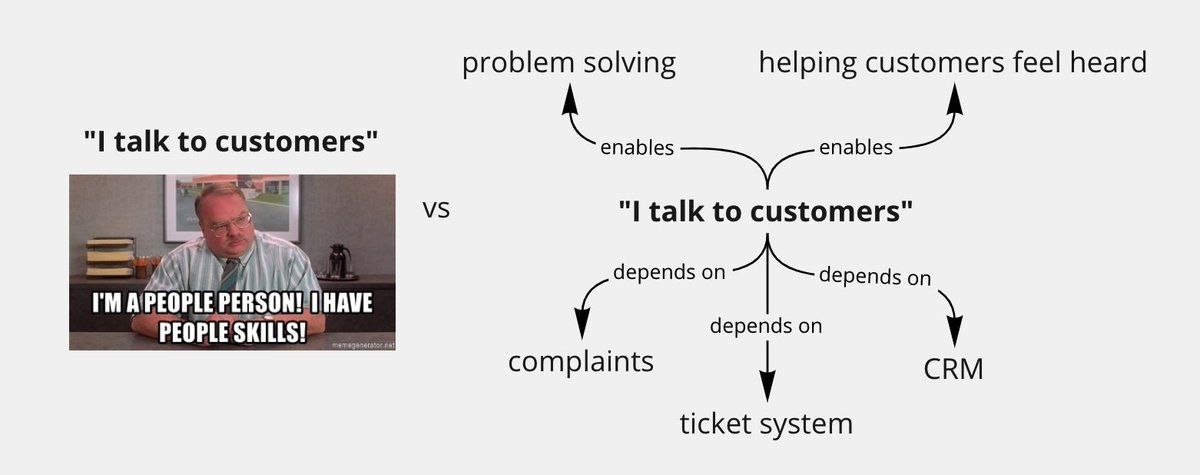 "I talk to customers"
I'M A PEOPLE PERSON! I HAVE
PEOPLE SKILLS!
memegenerator.net
vs
problem solving
helping customers feel heard
enables
enables
"I talk to customers"
depends on
depends on
depends on
complaints
CRM
ticket system